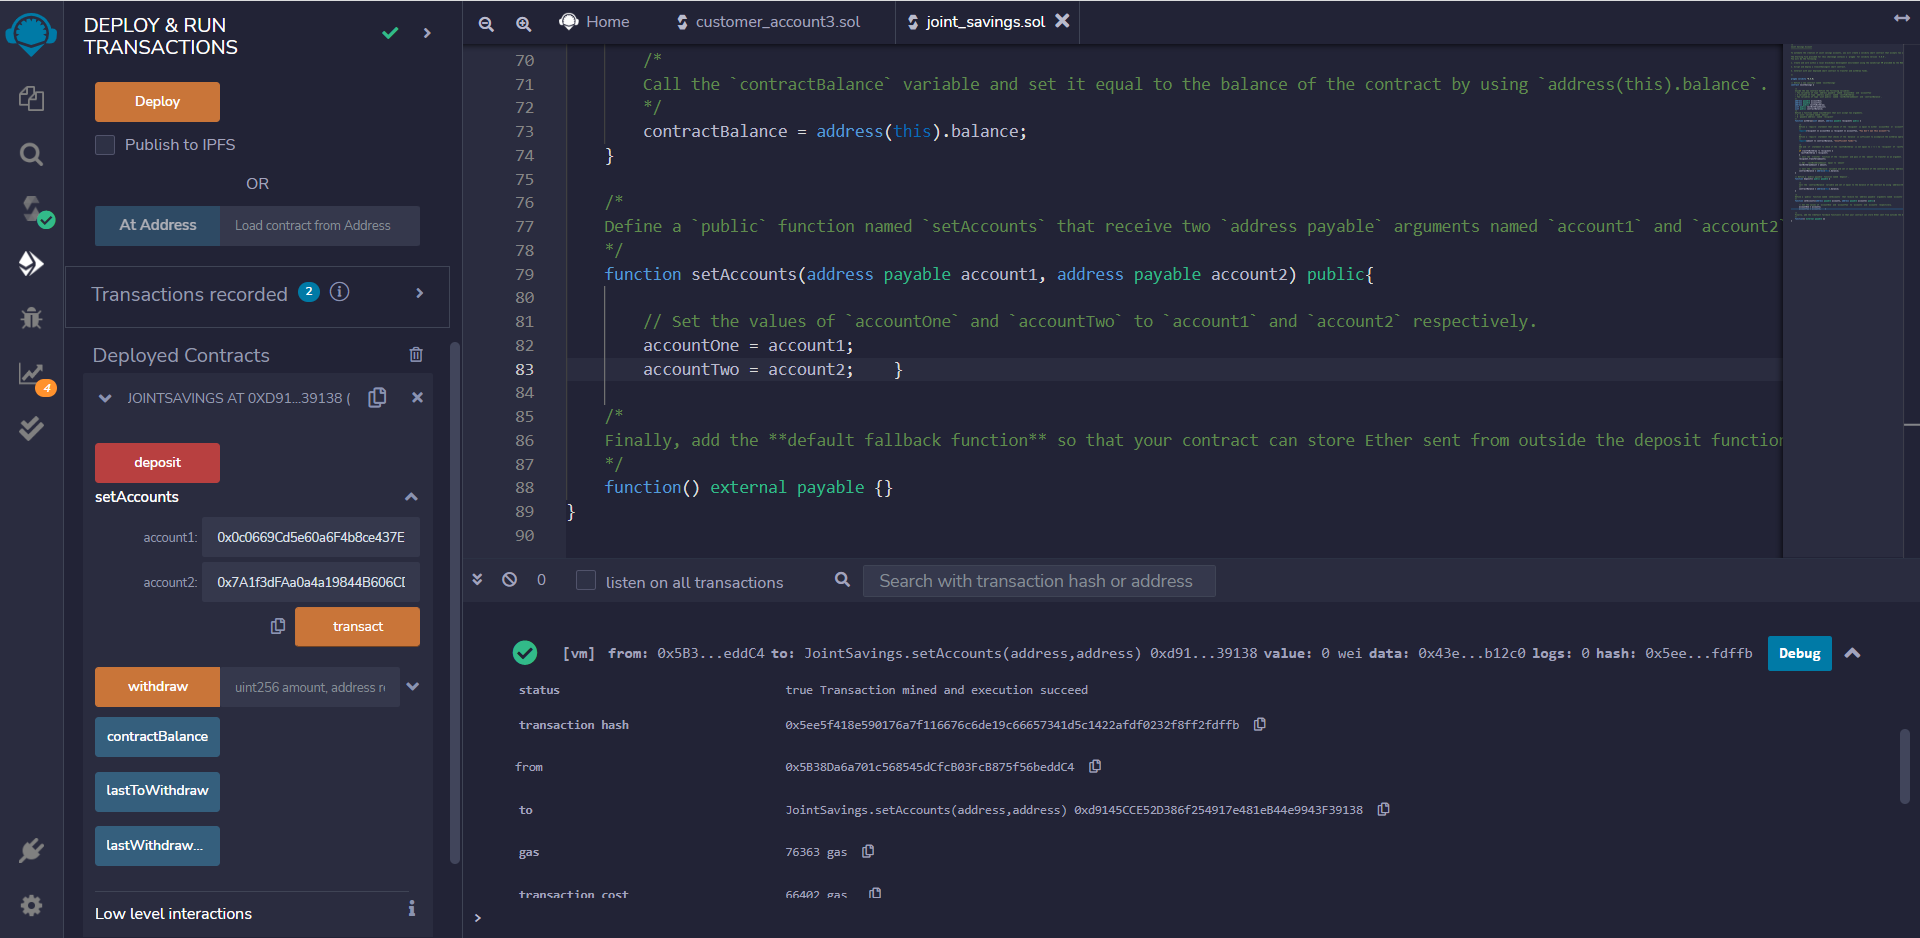 DEPLOY & RUN
TRANSACTIONS
Deploy
Publish to IPFS
OR
At Address
Load contract from Address
Transactions recorded 2
Deployed Contracts
JOINTSAVINGS AT 0XD91...39138 (
deposit
setAccounts
account1: 0x0c0669Cd5e60a6F4b8ce437E
account2:
transact
withdraw
uint256 amount, address
contractBalance
lastToWithdraw
lastWithdraw...
Low level interactions
4
Home
customer_account3.sol
joint_savings.sol
70 /*
71 Call the `contractBalance` variable and set it equal to the balance of the contract by using `address(this).balance`.
72 */
73 contractBalance = address(this).balance;
74 }
75
76 /*
77 Define a `public` function named `setAccounts` that receive two `address payable` arguments named `account1` and `account2`
78 */
79 function setAccounts(address payable account1, address payable account2) public{
80
81 // Set the values of `accountOne` and `accountTwo` to `account1` and `account2` respectively.
82 accountOne = account1;
83 accountTwo = account2; }
84
85 /*
86 Finally, add the **default fallback function** so that your contract can store Ether sent from outside the deposit function
87 */
88 function() external payable {}
89 }
90
0
listen on all transactions
Search with transaction hash or address
[vm] from: 0x5B3...eddC4 to: JointSavings.setAccounts(address,address) 0xd91...39138 value: 0 wei data: 0x43e...b12c0 logs: 0 hash: 0x5ee...fdffb
Debug
status true Transaction mined and execution succeed
transaction hash 0x5ee5f418e590176a7f116676c6de19c66657341d5c1422afdf0232f8ff2fdffb
from 0x5B38Da6a701c568545dCfcB03FcB875f56beddC4
to JointSavings.setAccounts(address,address) 0xd9145CCE52D386f254917e481eB44e9943F39138
gas 76363 gas
transaction cost 66402 gas
>